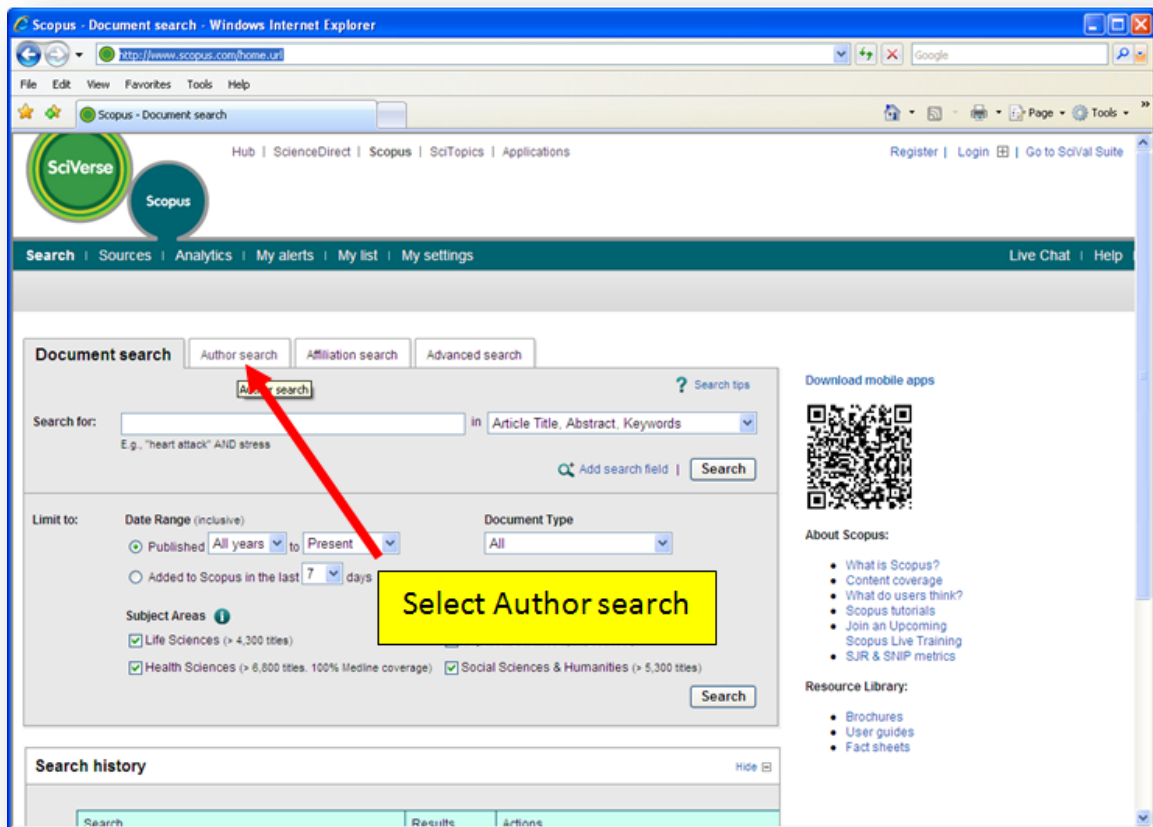 Scopus - Document search - Windows Internet Explorer
http://www.scopus.com/home.url
Google
File Edit View Favorites Tools Help
Scopus - Document search
Page Tools
Hub | ScienceDirect | Scopus | SciTopics | Applications
Register | Login | Go to SciVal Suite
SciVerse
Scopus
Search | Sources | Analytics | My alerts | My list | My settings
Live Chat | Help
Document search
Author search
Affiliation search
Advanced search
Author search
? Search tips
Download mobile apps
Search for:
in Article Title, Abstract, Keywords
E.g., "heart attack" AND stress
Add search field |
Search
Limit to:
Date Range (inclusive)
Document Type
Published All years to Present
All
Added to Scopus in the last 7 days
Select Author search
Subject Areas
Life Sciences (> 4,300 titles)
Health Sciences (> 6,800 titles. 100% Medline coverage)
Social Sciences & Humanities (> 5,300 titles)
Search
About Scopus:
What is Scopus?
Content coverage
What do users think?
Scopus tutorials
Join an Upcoming
Scopus Live Training
SJR & SNIP metrics
Resource Library:
Brochures
User guides
Fact sheets
Search history
Hide
Search
Results
Actions